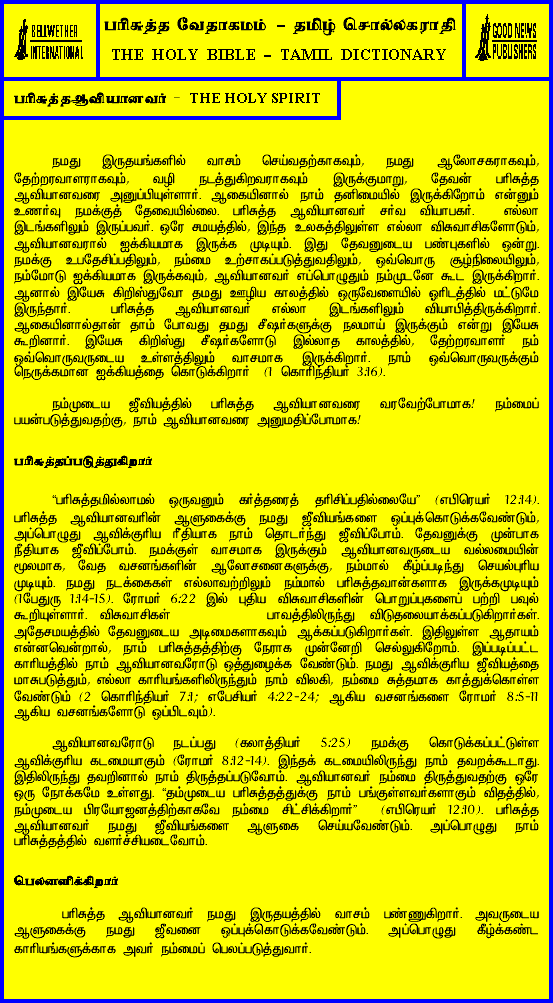 BELLWETHER
INTERNATIONAL
பரிசுத்த வேதாகமம் - தமிழ் சொல்லகராதி
THE HOLY BIBLE - TAMIL DICTIONARY
GOOD NEWS
PUBLISHERS
பரிசுத்தஆவியானவர் - THE HOLY SPIRIT
நமது இருதயங்களில் வாசம் செய்வதற்காகவும், நமது ஆலோசகராகவும்,
தேற்றரவாளராகவும், வழி நடத்துகிறவராகவும் இருக்குமாறு, தேவன் பரிசுத்த
ஆவியானவரை அனுப்பியுள்ளார். ஆகையினால் நாம் தனிமையில் இருக்கிறோம் என்னும்
உணர்வு நமக்குத் தேவையில்லை. பரிசுத்த ஆவியானவர் சர்வ வியாபகர். எல்லா
இடங்களிலும் இருப்பவர். ஒரே சமயத்தில், இந்த உலகத்திலுள்ள எல்லா விசுவாசிகளோடும்,
ஆவியானவரால் ஐக்கியமாக இருக்க முடியும். இது தேவனுடைய பண்புகளில் ஒன்று.
நமக்கு உபதேசிப்பதிலும், நம்மை உற்சாகப்படுத்துவதிலும், ஒவ்வொரு சூழ்நிலையிலும்,
நம்மோடு ஐக்கியமாக இருக்கவும், ஆவியானவர் எப்பொழுதும் நம்முடனே கூட இருக்கிறார்.
ஆனால் இயேசு கிறிஸ்துவோ தமது ஊழிய காலத்தில் ஒருவேளையில் ஓரிடத்தில் மட்டுமே
இருந்தார். பரிசுத்த ஆவியானவர் எல்லா இடங்களிலும் வியாபித்திருக்கிறார்.
ஆகையினால்தான் தாம் போவது தமது சீஷர்களுக்கு நலமாய் இருக்கும் என்று இயேசு
கூறினார். இயேசு கிறிஸ்து சீஷர்களோடு இல்லாத காலத்தில், தேற்றரவாளர் நம்
ஒவ்வொருவருடைய உள்ளத்திலும் வாசமாக இருக்கிறார். நாம் ஒவ்வொருவருக்கும்
நெருக்கமான ஐக்கியத்தை கொடுக்கிறார் (1 கொரிந்தியர் 3:16).
நம்முடைய ஜீவியத்தில் பரிசுத்த ஆவியானவரை வரவேற்போமாக! நம்மைப்
பயன்படுத்துவதற்கு, நாம் ஆவியானவரை அனுமதிப்போமாக!
பரிசுத்தப்படுத்துகிறார்
"பரிசுத்தமில்லாமல் ஒருவனும் கர்த்தரைத் தரிசிப்பதில்லையே" (எபிரெயர் 12:14).
பரிசுத்த ஆவியானவரின் ஆளுகைக்கு நமது ஜீவியங்களை ஒப்புக்கொடுக்கவேண்டும்,
அப்பொழுது ஆவிக்குரிய ரீதியாக நாம் தொடர்ந்து ஜீவிப்போம். தேவனுக்கு முன்பாக
நீதியாக ஜீவிப்போம். நமக்குள் வாசமாக இருக்கும் ஆவியானவருடைய வல்லமையின்
மூலமாக, வேத வசனங்களின் ஆலோசனைகளுக்கு, நம்மால் கீழ்ப்படிந்து செயல்புரிய
முடியும். நமது நடக்கைகள் எல்லாவற்றிலும் நம்மால் பரிசுத்தவான்களாக இருக்கமுடியும்
(1பேதுரு 1:14-15). ரோமர் 6:22 இல் புதிய விசுவாசிகளின் பொறுப்புகளைப் பற்றி பவுல்
கூறியுள்ளார். விசுவாசிகள் பாவத்திலிருந்து விடுதலையாக்கப்படுகிறார்கள்.
அதேசமயத்தில் தேவனுடைய அடிமைகளாகவும் ஆக்கப்படுகிறார்கள். இதிலுள்ள ஆதாயம்
என்னவென்றால், நாம் பரிசுத்தத்திற்கு நேராக முன்னேறி செல்லுகிறோம். இப்படிப்பட்ட
காரியத்தில் நாம் ஆவியானவரோடு ஒத்துழைக்க வேண்டும். நமது ஆவிக்குரிய ஜீவியத்தை
மாசுபடுத்தும், எல்லா காரியங்களிலிருந்தும் நாம் விலகி, நம்மை சுத்தமாக காத்துக்கொள்ள
வேண்டும் (2 கொரிந்தியர் 7:1; எபேசியர் 4:22-24; ஆகிய வசனங்களை ரோமர் 8:5-11
ஆகிய வசனங்களோடு ஒப்பிடவும்).
ஆவியானவரோடு நடப்பது (கலாத்தியர் 5:25) நமக்கு கொடுக்கப்பட்டுள்ள
ஆவிக்குரிய கடமையாகும் (ரோமர் 8:12-14). இந்தக் கடமையிலிருந்து நாம் தவறக்கூடாது.
இதிலிருந்து தவறினால் நாம் திருத்தப்படுவோம். ஆவியானவர் நம்மை திருத்துவதற்கு ஒரே
ஒரு நோக்கமே உள்ளது. "தம்முடைய பரிசுத்தத்துக்கு நாம் பங்குள்ளவர்களாகும் விதத்தில்,
நம்முடைய பிரயோஜனத்திற்காகவே நம்மை சிட்சிக்கிறார்" (எபிரெயர் 12:10). பரிசுத்த
ஆவியானவர் நமது ஜீவியங்களை ஆளுகை செய்யவேண்டும். அப்பொழுது நாம்
பரிசுத்தத்தில் வளர்ச்சியடைவோம்.
பெலனளிக்கிறார்
பரிசுத்த ஆவியானவர் நமது இருதயத்தில் வாசம் பண்ணுகிறார். அவருடைய
ஆளுகைக்கு நமது ஜீவனை ஒப்புக்கொடுக்கவேண்டும். அப்பொழுது கீழ்க்கண்ட
காரியங்களுக்காக அவர் நம்மைப் பெலப்படுத்துவார்.